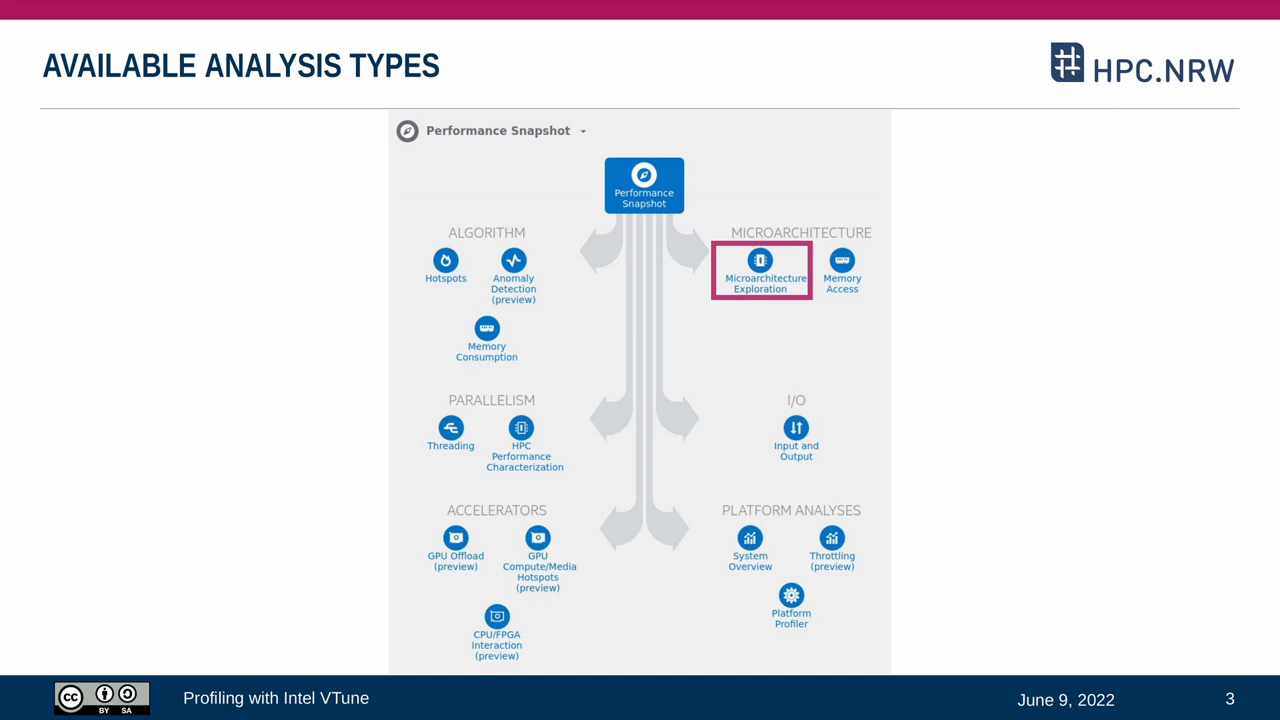 AVAILABLE ANALYSIS TYPES
HPC.NRW
Performance Snapshot
Performance
Snapshot
ALGORITHM
Hotspots
Anomaly
Detection
(preview)
Memory
Consumption
MICROARCHITECTURE
Microarchitecture
Exploration
Memory
Access
PARALLELISM
Threading
HPC
Performance
Characterization
I/O
Input and
Output
ACCELERATORS
GPU Offload
(preview)
GPU
Compute/Media
Hotspots
(preview)
CPU/FPGA
Interaction
(preview)
PLATFORM ANALYSES
System
Overview
Throttling
(preview)
Platform
Profiler
cc
BY SA
Profiling with Intel VTune
June 9, 2022
3